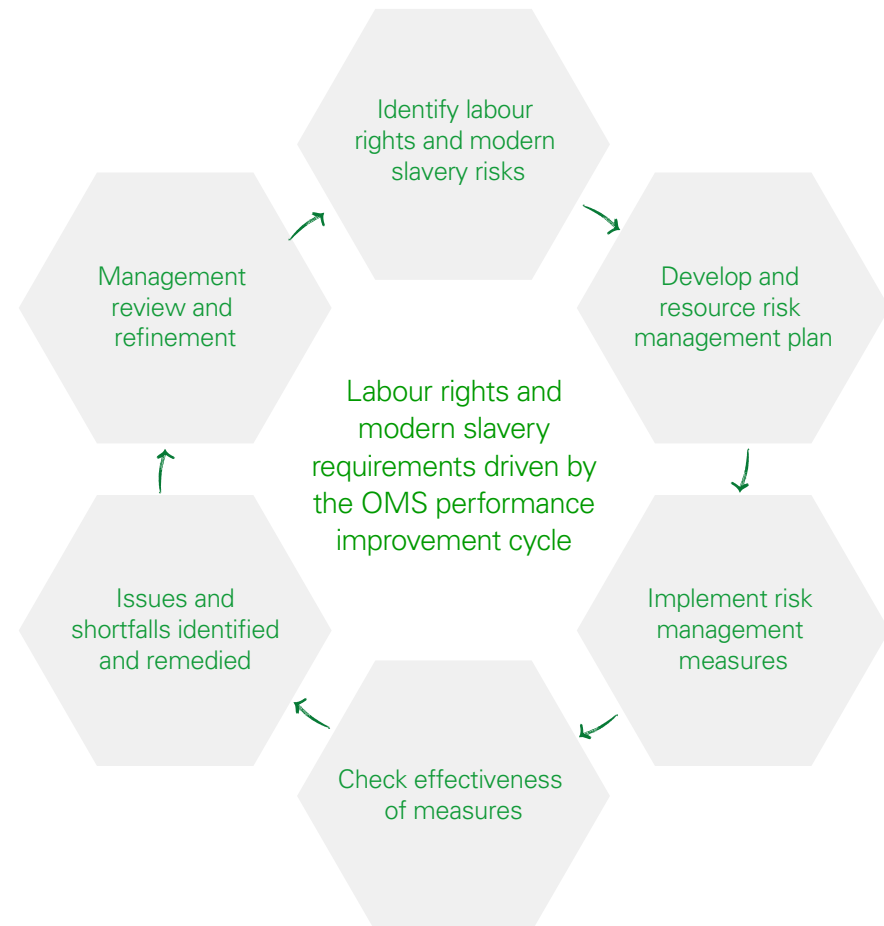 Identify labour
rights and modern
slavery risks
Develop and
resource risk
management plan
Implement risk
management
measures
Check effectiveness
of measures
Issues and
shortfalls identified
and remedied
Management
review and
refinement
Labour rights and
modern slavery
requirements driven by
the OMS performance
improvement cycle